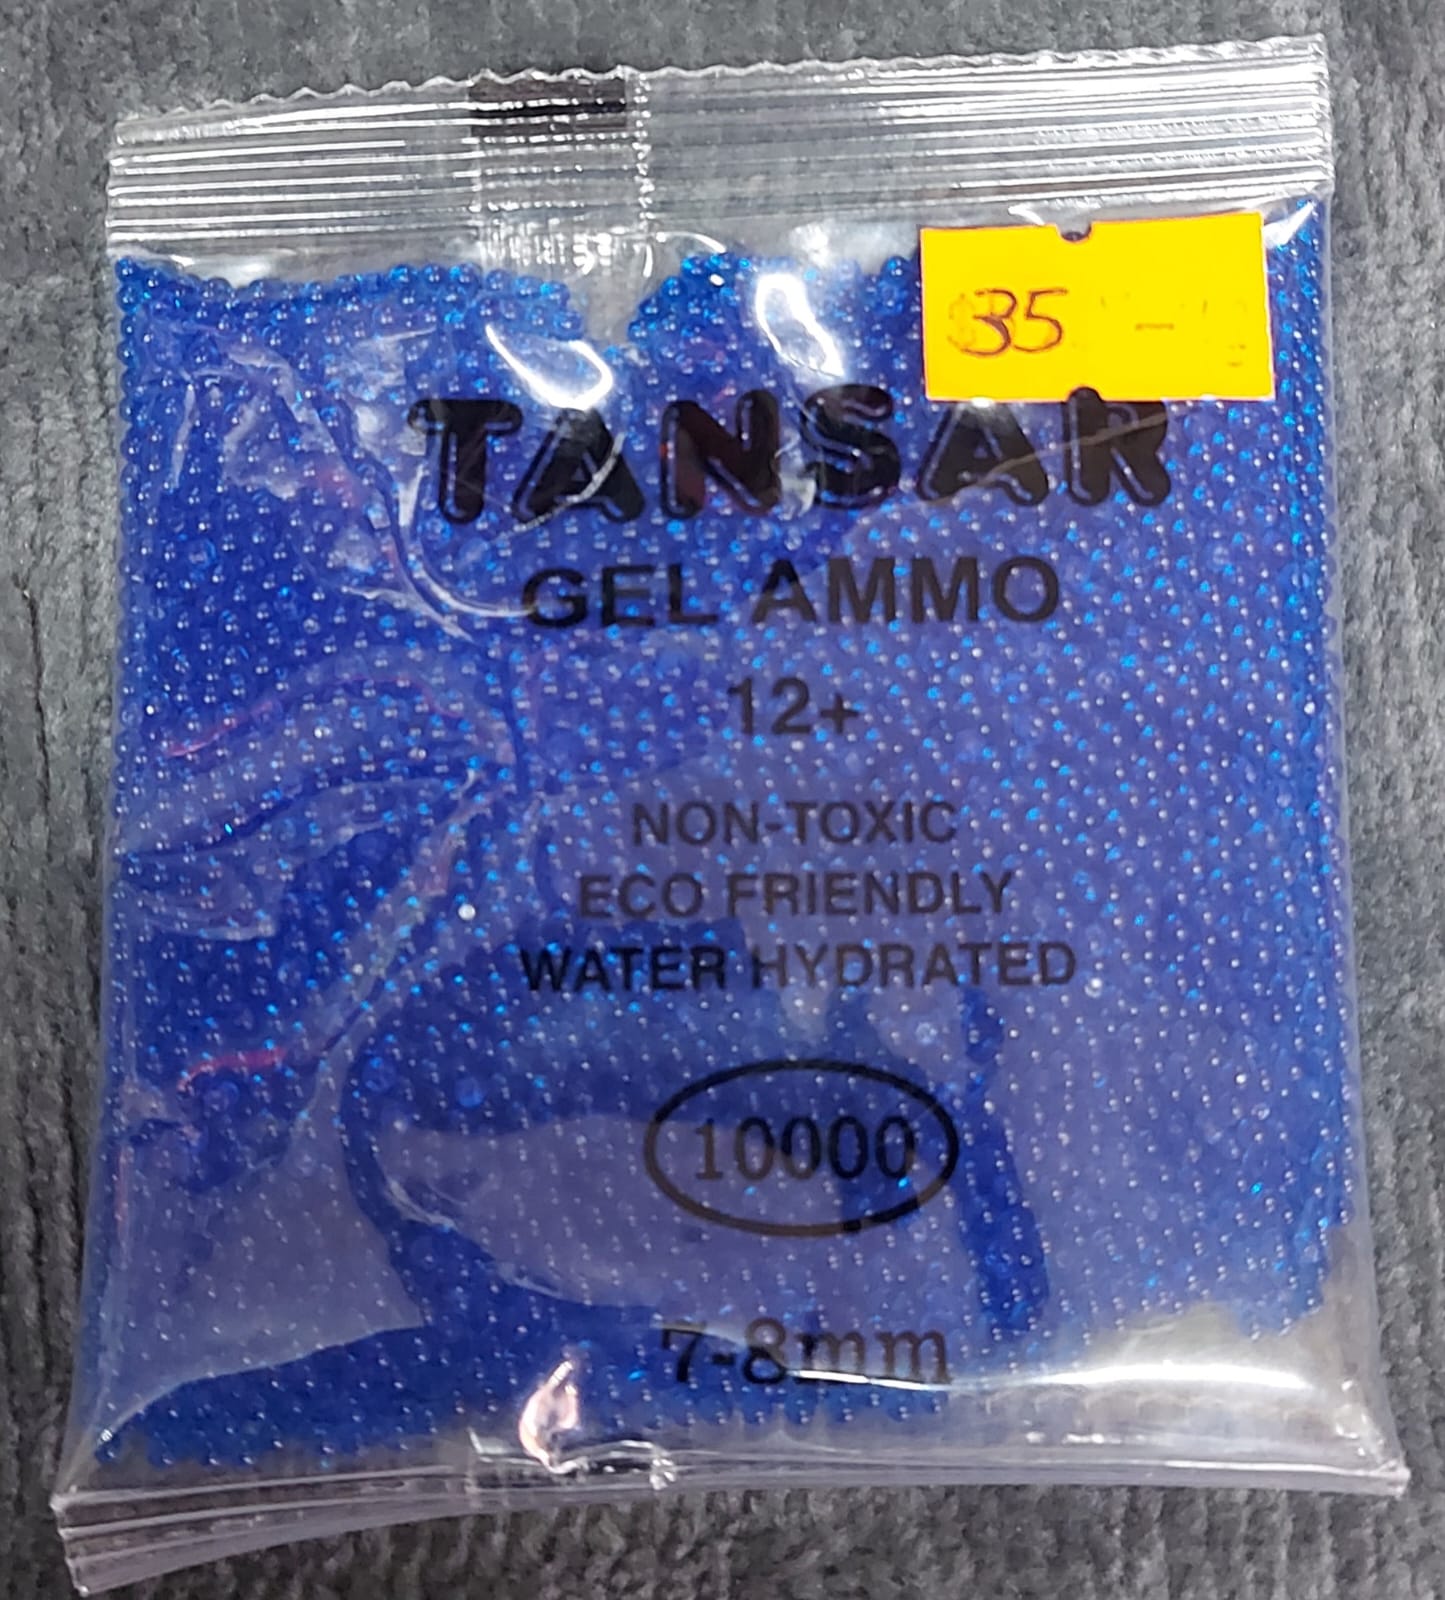 35
TANSAR
GEL AMMO
12+
NON-TOXIC
ECO FRIENDLY
WATER HYDRATED
10000
7-8mm